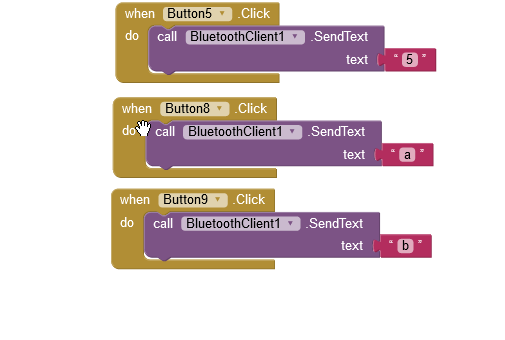 when Button5 ▾ .Click
do call BluetoothClient1 ▾ .SendText
text “ 5 ”
when Button8 ▾ .Click
do call BluetoothClient1 ▾ .SendText
text “ a ”
when Button9 ▾ .Click
do call BluetoothClient1 ▾ .SendText
text “ b ”